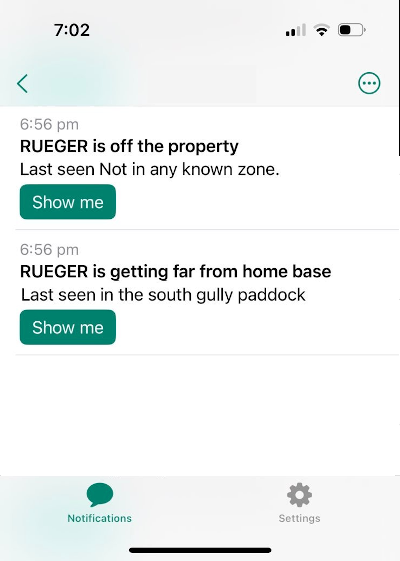 7:02
6:56 pm
RUEGER is off the property
Last seen Not in any known zone.
Show me
6:56 pm
RUEGER is getting far from home base
Last seen in the south gully paddock
Show me
Notifications
Settings